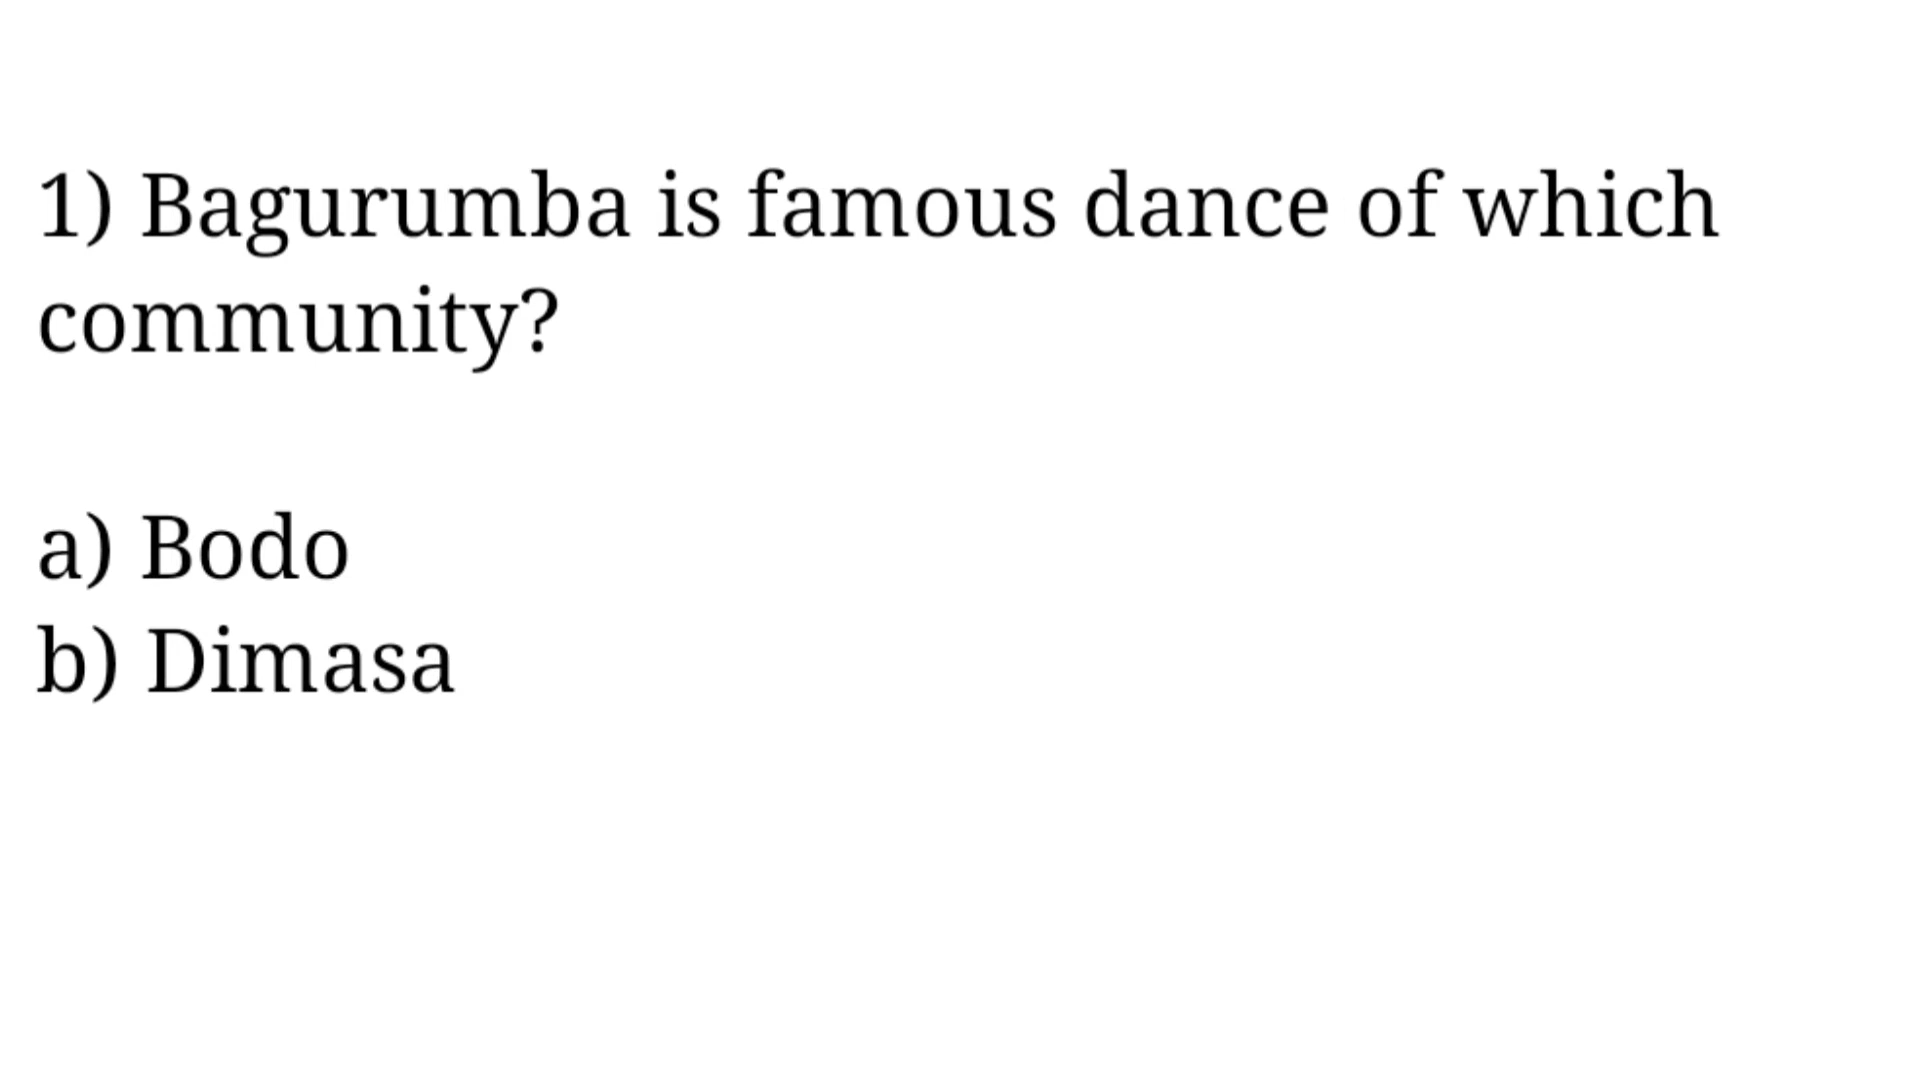 1) Bagurumba is famous dance of which
community?
a) Bodo
b) Dimasa